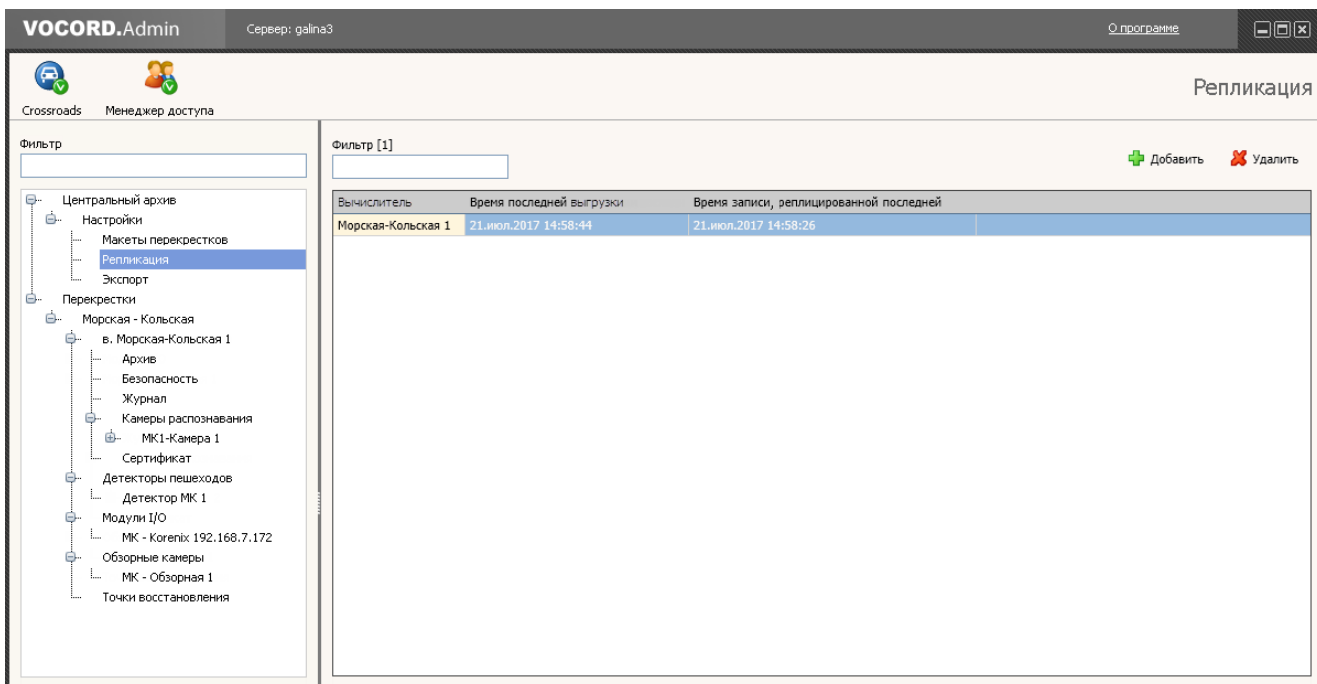 VOCORD.Admin Сервер: galina3 О программе
Crossroads Менеджер доступа
Репликация
Фильтр
Центральный архив
Настройки
Макеты перекрестков
Репликация
Экспорт
Перекрестки
Морская - Кольская
в. Морская-Кольская 1
Архив
Безопасность
Журнал
Камеры распознавания
МК1-Камера 1
Сертификат
Детекторы пешеходов
Детектор МК 1
Модули I/O
МК - Korenix 192.168.7.172
Обзорные камеры
МК - Обзорная 1
Точки восстановления
Фильтр [1]
Добавить Удалить
Вычислитель Время последней выгрузки Время записи, реплицированной последней
Морская-Кольская 1 21.июл.2017 14:58:44 21.июл.2017 14:58:26